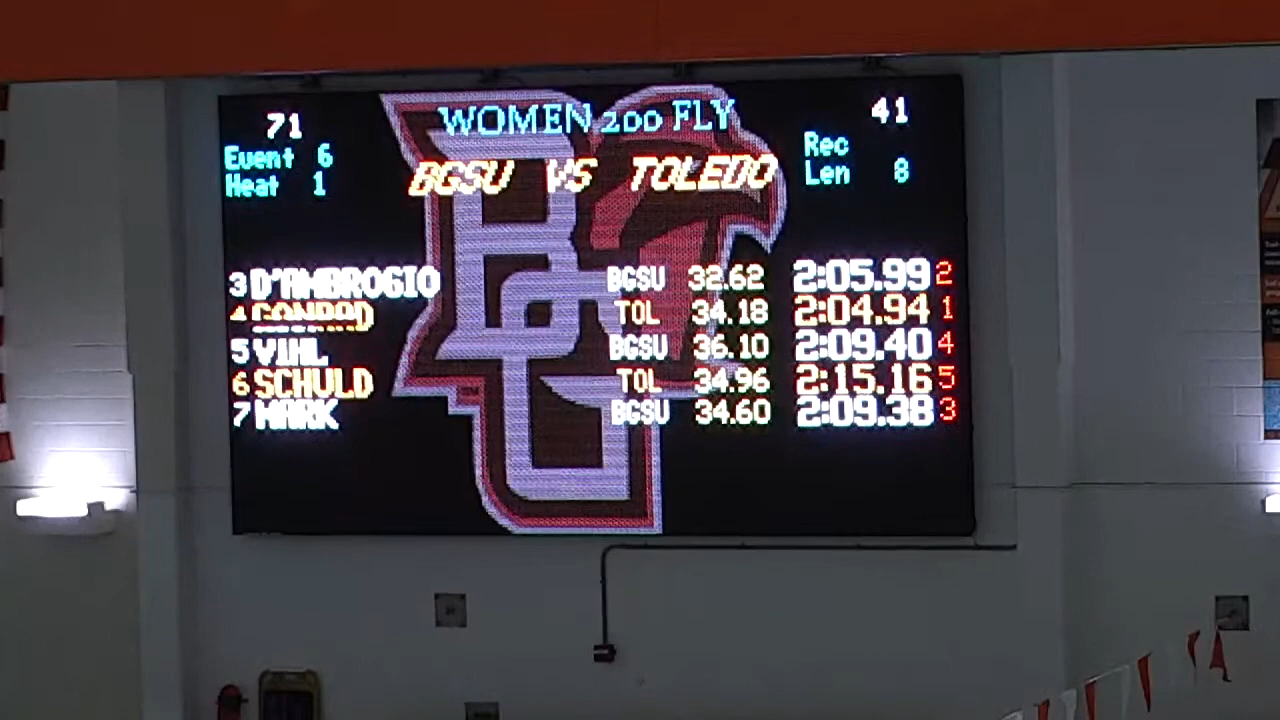 71 WOMEN 200 FLY 41
Event 6 Rec
Heat 1 BGSU VS TOLEDO Len 8
3 D'AMBROGIO BGSU 32.62 2:05.99 2
4 TOL 34.18 2:04.94 1
5 VIHL BGSU 36.10 2:09.40 4
6 SCHULD TOL 34.96 2:15.16 5
7 MARK BGSU 34.60 2:09.38 3